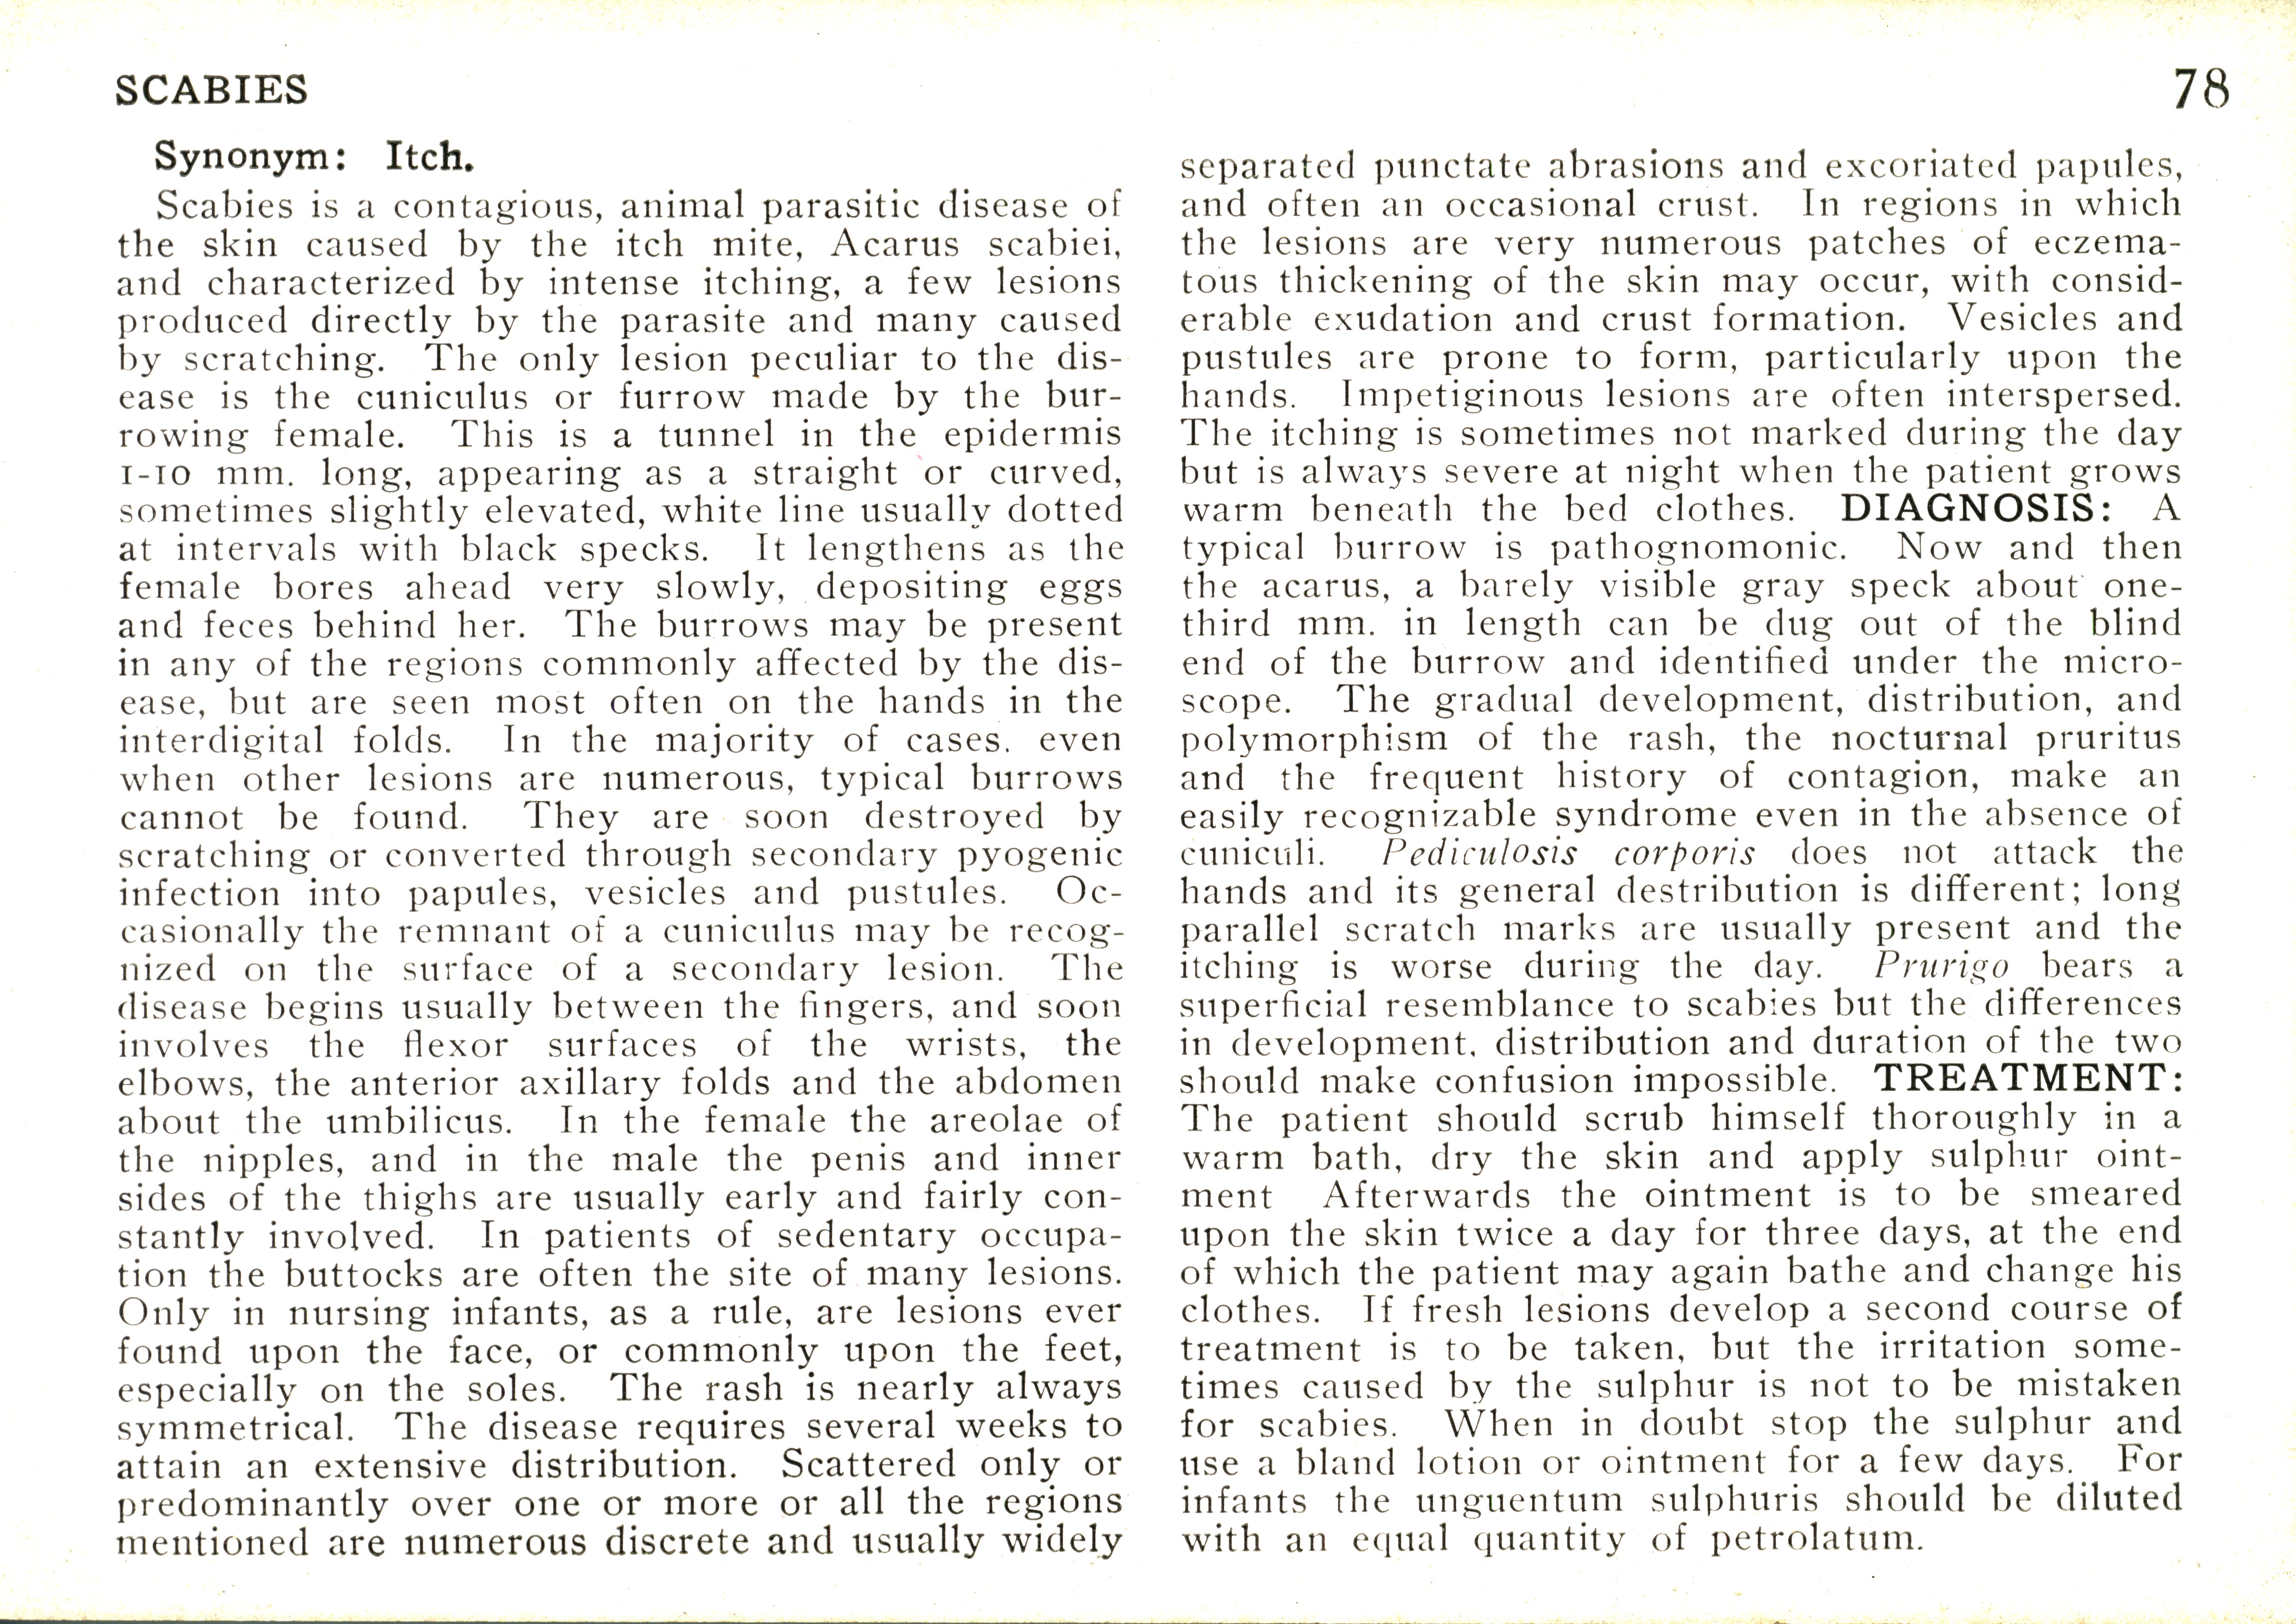 SCABIES
78
Synonym: Itch.
Scabies is a contagious, animal parasitic disease of
the skin caused by the itch mite, Acarus scabiei,
and characterized by intense itching, a few lesions
produced directly by the parasite and many caused
by scratching. The only lesion peculiar to the dis-
ease is the cuniculus or furrow made by the bur-
rowing female. This is a tunnel in the epidermis
1-10 mm. long, appearing as a straight or curved,
sometimes slightly elevated, white line usually dotted
at intervals with black specks. It lengthens as the
female bores ahead very slowly, depositing eggs
and feces behind her. The burrows may be present
in any of the regions commonly affected by the dis-
ease, but are seen most often on the hands in the
interdigital folds. In the majority of cases. even
when other lesions are numerous, typical burrows
cannot be found. They are soon destroyed by
scratching or converted through secondary pyogenic
infection into papules, vesicles and pustules. Oc-
casionally the remnant of a cuniculus may be recog-
nized on the surface of a secondary lesion. The
disease begins usually between the fingers, and soon
involves the flexor surfaces of the wrists, the
elbows, the anterior axillary folds and the abdomen
about the umbilicus. In the female the areolae of
the nipples, and in the male the penis and inner
sides of the thighs are usually early and fairly con-
stantly involved. In patients of sedentary occupa-
tion the buttocks are often the site of many lesions.
Only in nursing infants, as a rule, are lesions ever
found upon the face, or commonly upon the feet,
especially on the soles. The rash is nearly always
symmetrical. The disease requires several weeks to
attain an extensive distribution. Scattered only or
predominantly over one or more or all the regions
mentioned are numerous discrete and usually widely
separated punctate abrasions and excoriated papules,
and often an occasional crust. In regions in which
the lesions are very numerous patches of eczema-
tous thickening of the skin may occur, with consid-
erable exudation and crust formation. Vesicles and
pustules are prone to form, particularly upon the
hands. Impetiginous lesions are often interspersed.
The itching is sometimes not marked during the day
but is always severe at night when the patient grows
warm beneath the bed clothes. DIAGNOSIS: A
typical burrow is pathognomonic. Now and then
the acarus, a barely visible gray speck about one-
third mm. in length can be dug out of the blind
end of the burrow and identified under the micro-
scope. The gradual development, distribution, and
polymorphism of the rash, the nocturnal pruritus
and the frequent history of contagion, make an
easily recognizable syndrome even in the absence of
cuniculi. Pediculosis corporis does not attack the
hands and its general destribution is different; long
parallel scratch marks are usually present and the
itching is worse during the day. Prurigo bears a
superficial resemblance to scabies but the differences
in development. distribution and duration of the two
should make confusion impossible. TREATMENT:
The patient should scrub himself thoroughly in a
warm bath, dry the skin and apply sulphur oint-
ment Afterwards the ointment is to be smeared
upon the skin twice a day for three days, at the end
of which the patient may again bathe and change his
clothes. If fresh lesions develop a second course of
treatment is to be taken, but the irritation some-
times caused by the sulphur is not to be mistaken
for scabies. When in doubt stop the sulphur and
use a bland lotion or ointment for a few days. For
infants the unguentum sulphuris should be diluted
with an equal quantity of petrolatum.